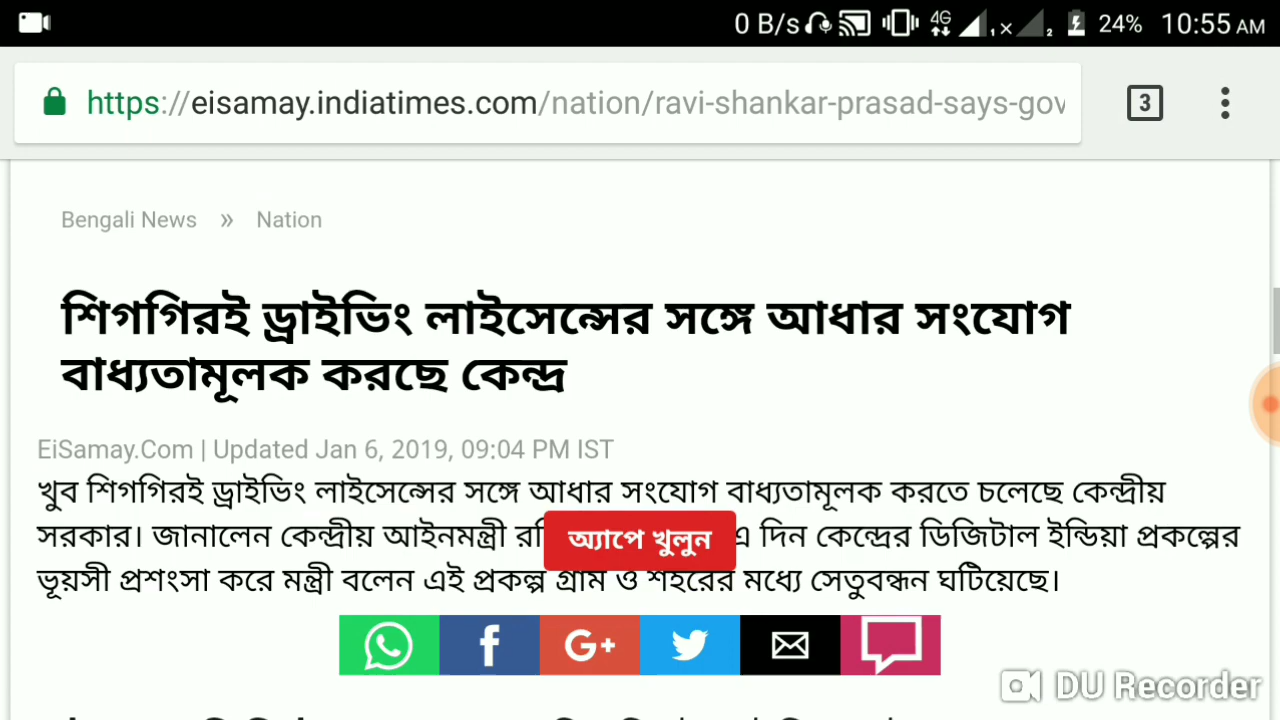 0 B/s 4G 1 x 2 24% 10:55 AM
https://eisamay.indiatimes.com/nation/ravi-shankar-prasad-says-gov
3
Bengali News » Nation
শিগগিরই ড্রাইভিং লাইসেন্সের সঙ্গে আধার সংযোগ
বাধ্যতামূলক করছে কেন্দ্র
EiSamay.Com | Updated Jan 6, 2019, 09:04 PM IST
খুব শিগগিরই ড্রাইভিং লাইসেন্সের সঙ্গে আধার সংযোগ বাধ্যতামূলক করতে চলেছে কেন্দ্রীয়
সরকার। জানালেন কেন্দ্রীয় আইনমন্ত্রী এ দিন কেন্দ্রের ডিজিটাল ইন্ডিয়া প্রকল্পের
অ্যাপে খুলুন
ভূয়সী প্রশংসা করে মন্ত্রী বলেন এই প্রকল্প গ্রাম ও শহরের মধ্যে সেতুবন্ধন ঘটিয়েছে।
f G+
DU Recorder